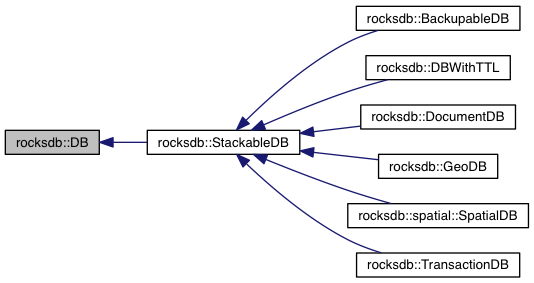 rocksdb::BackupableDB
rocksdb::DBWithTTL
rocksdb::DocumentDB
rocksdb::DB
rocksdb::StackableDB
rocksdb::GeoDB
rocksdb::spatial::SpatialDB
rocksdb::TransactionDB